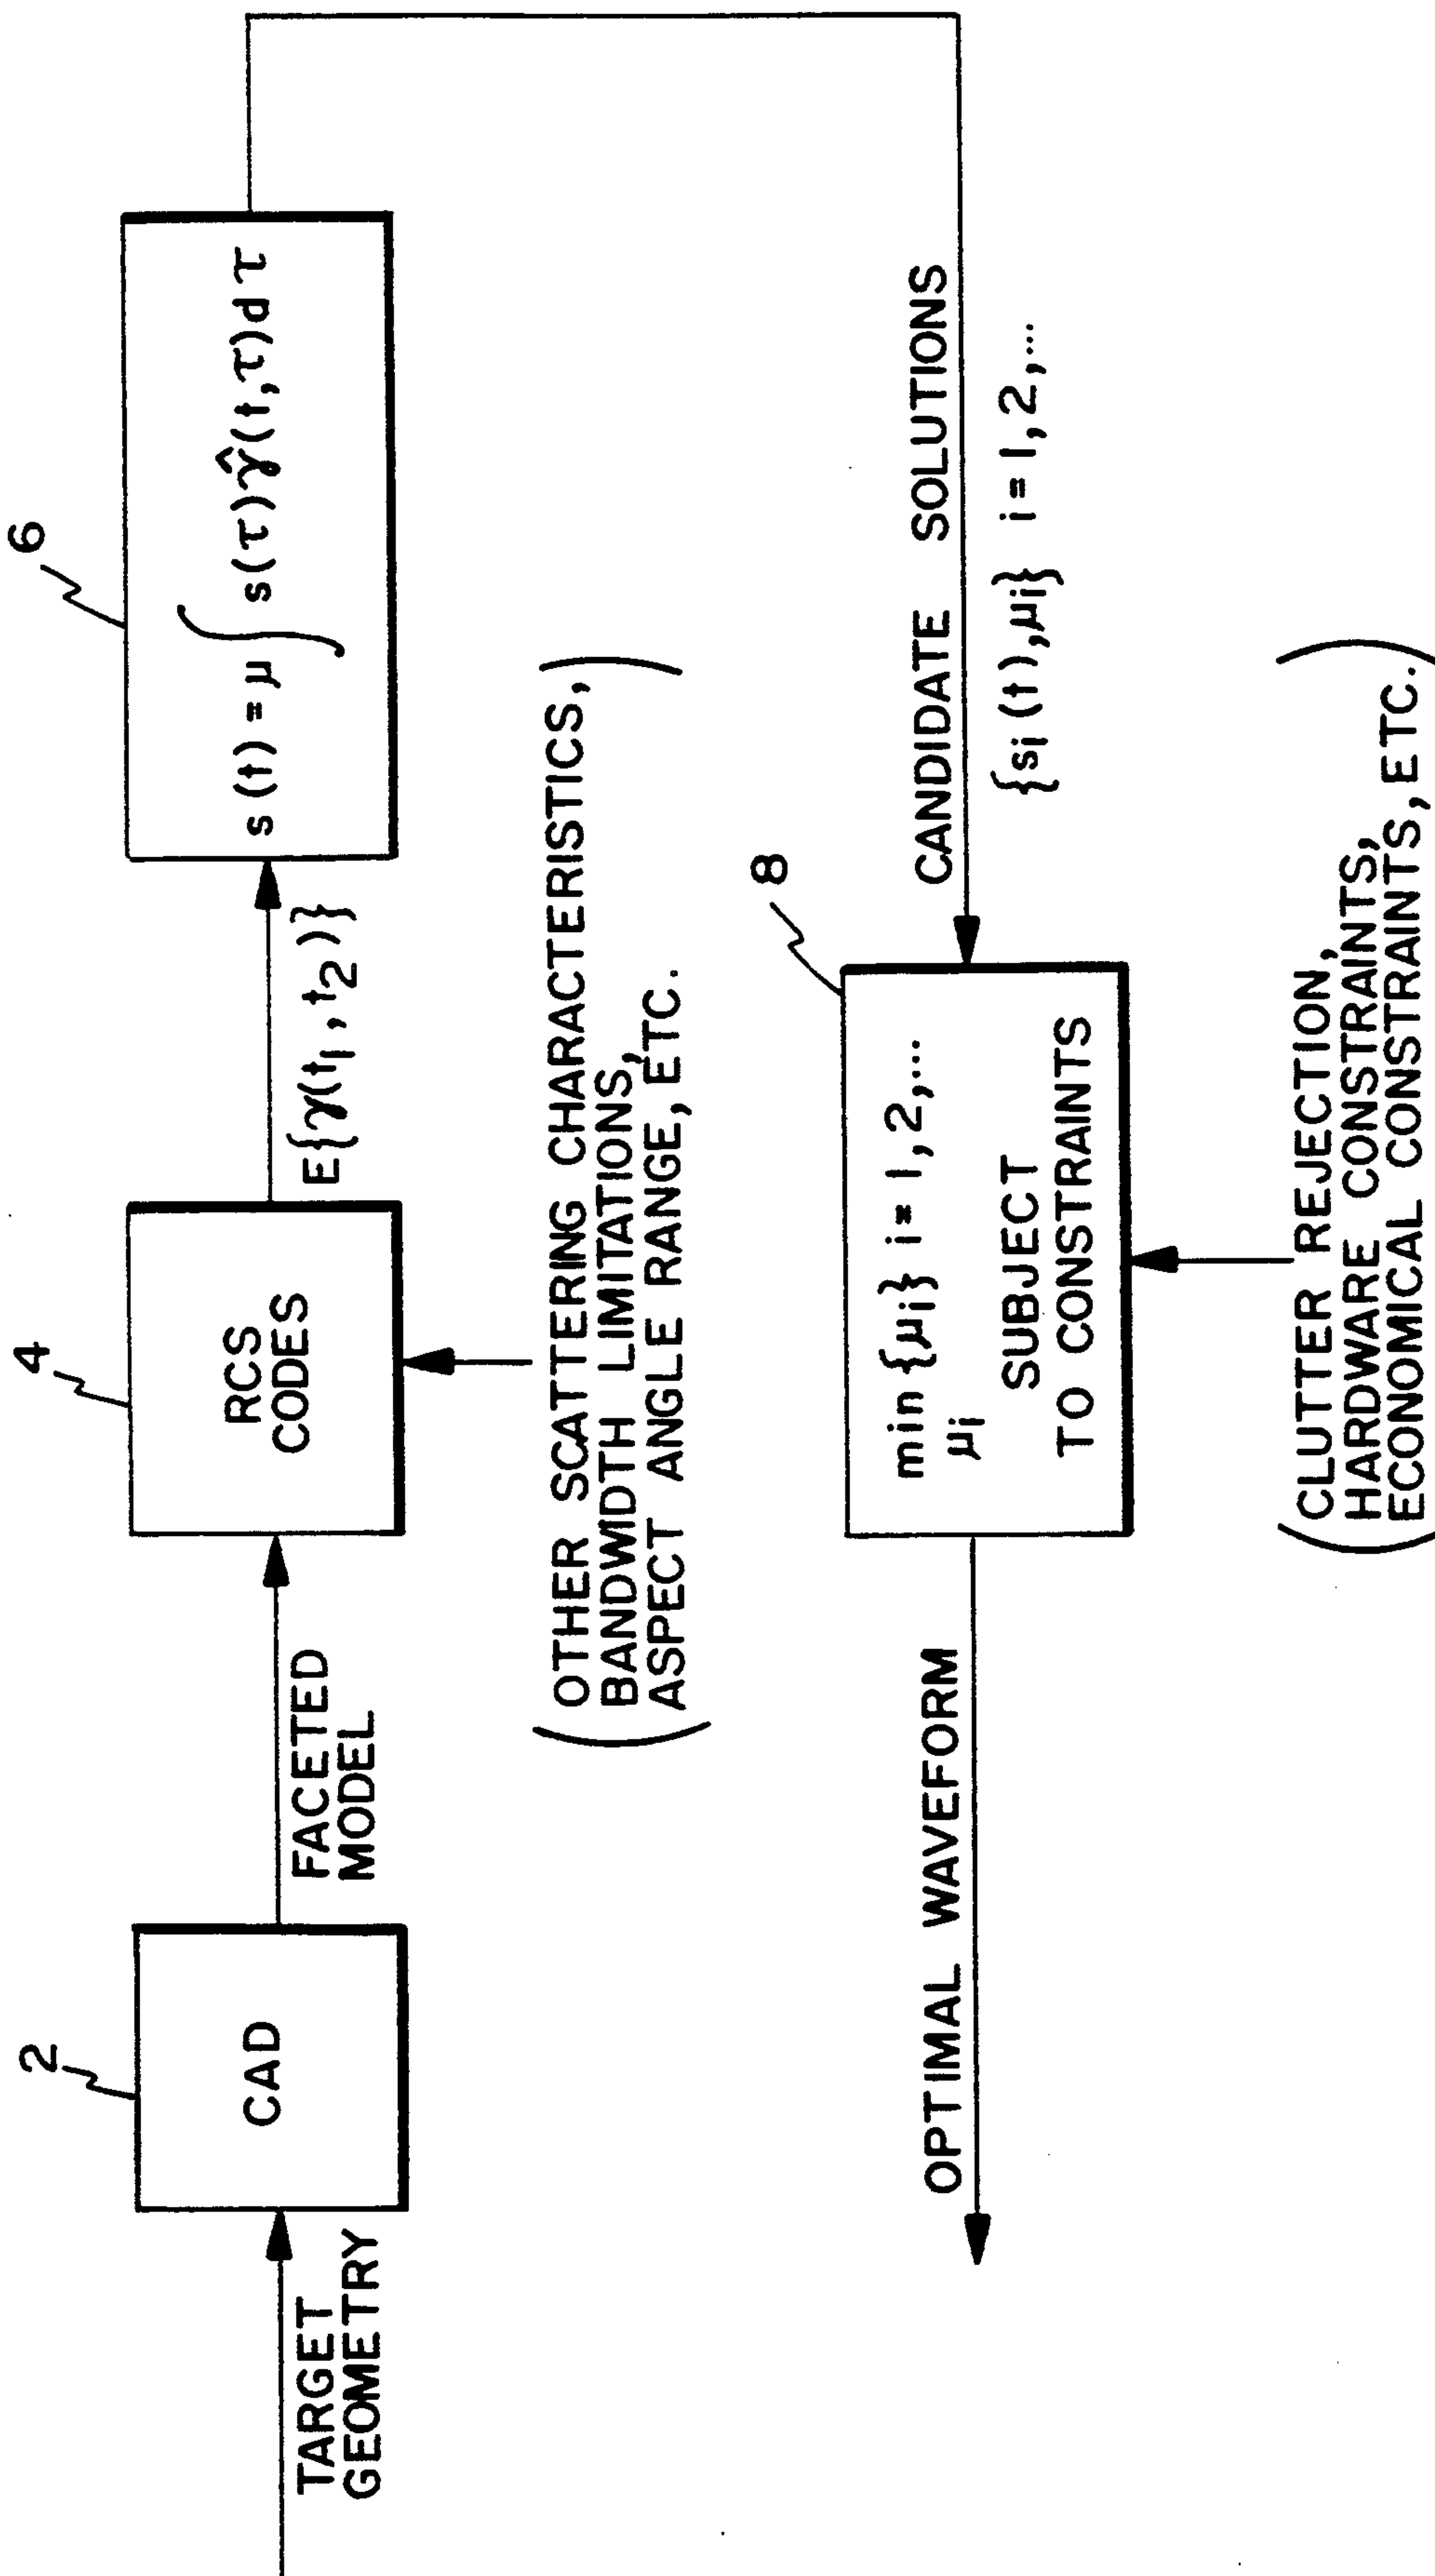 TARGET
GEOMETRY
2
CAD
FACETED
MODEL
4
RCS
CODES
(OTHER SCATTERING CHARACTERISTICS,
BANDWIDTH LIMITATIONS,
ASPECT ANGLE RANGE, ETC.)
E{γ(t₁, t₂)}
6
s(t) = μ ∫ s(τ)γ̂(t,τ)dτ
CANDIDATE SOLUTIONS
{sᵢ(t),μᵢ} i = 1, 2,...
8
min {μᵢ} i = 1, 2,...
μᵢ
SUBJECT
TO CONSTRAINTS
(CLUTTER REJECTION,
HARDWARE CONSTRAINTS,
ECONOMICAL CONSTRAINTS, ETC.)
OPTIMAL WAVEFORM